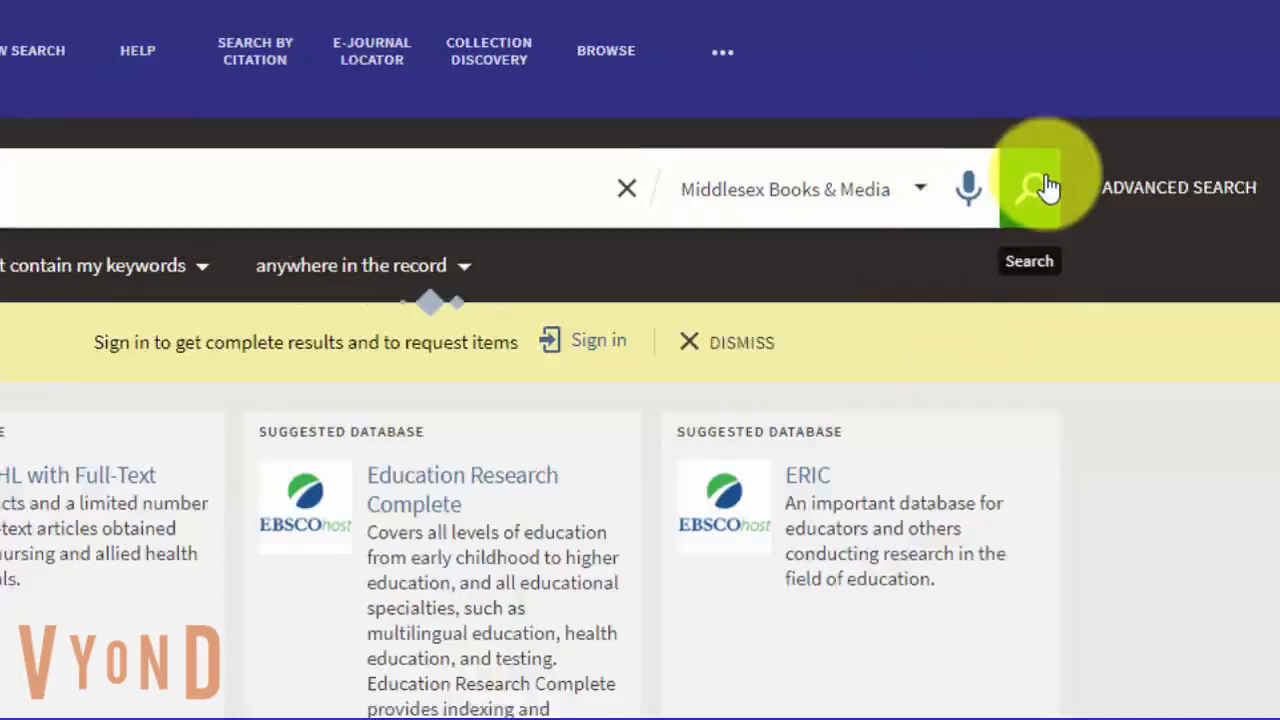 W SEARCH
HELP
SEARCH BY
CITATION
E-JOURNAL
LOCATOR
COLLECTION
DISCOVERY
BROWSE
Middlesex Books & Media
ADVANCED SEARCH
t contain my keywords
anywhere in the record
Search
Sign in to get complete results and to request items
Sign in
DISMISS
E
HL with Full-Text
cts and a limited number
-text articles obtained
ursing and allied health
ls.
SUGGESTED DATABASE
EBSCOhost
Education Research
Complete
Covers all levels of education
from early childhood to higher
education, and all educational
specialties, such as
multilingual education, health
education, and testing.
Education Research Complete
provides indexing and
SUGGESTED DATABASE
EBSCOhost
ERIC
An important database for
educators and others
conducting research in the
field of education.
VYOND